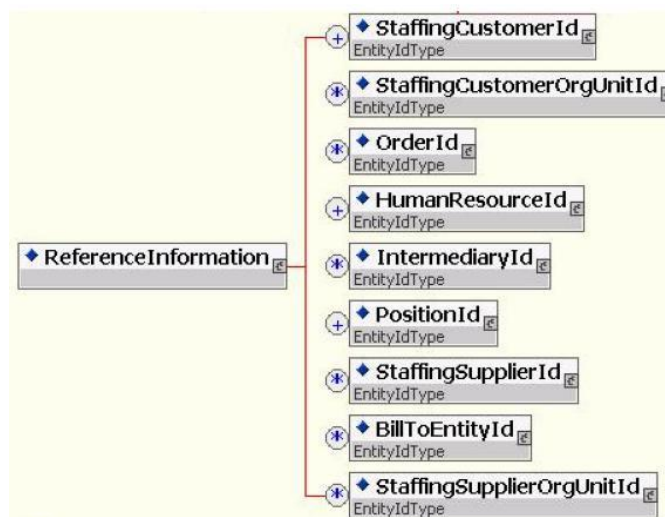 StaffingCustomerId
EntityIdType
StaffingCustomerOrgUnitId
EntityIdType
OrderId
EntityIdType
HumanResourceId
EntityIdType
ReferenceInformation
IntermediaryId
EntityIdType
PositionId
EntityIdType
StaffingSupplierId
EntityIdType
BillToEntityId
EntityIdType
StaffingSupplierOrgUnitId
EntityIdType